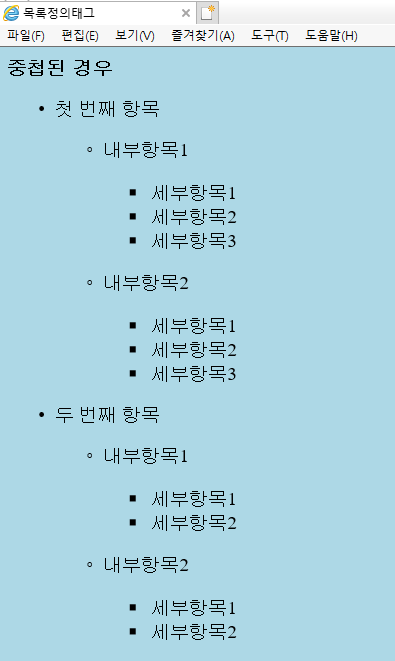 목록정의태그
파일(F) 편집(E) 보기(V) 즐겨찾기(A) 도구(T) 도움말(H)
중첩된 경우
첫 번째 항목
내부항목1
세부항목1
세부항목2
세부항목3
내부항목2
세부항목1
세부항목2
세부항목3
두 번째 항목
내부항목1
세부항목1
세부항목2
내부항목2
세부항목1
세부항목2